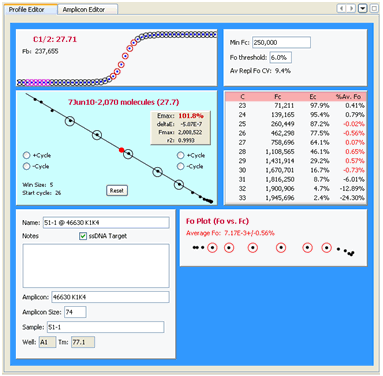 Profile Editor
Amplicon Editor
C1/2: 27.71
Fb: 237,655
Min Fc: 250,000
Fo threshold: 6.0%
Av Repl Fo CV: 9.4%
7Jun10-2,070 molecules (27.7)
Emax: 101.8%
deltaE: -5.87E-7
Fmax: 2,008,522
r2: 0.9993
+Cycle
-Cycle
+Cycle
-Cycle
Win Size: 5
Start cycle: 26
Reset
C Fc Ec %Av. Fo
23 71,211 97.9% 0.41%
24 139,165 95.4% 0.79%
25 260,449 87.2% -0.02%
26 462,298 77.5% -0.56%
27 758,696 64.1% 0.07%
28 1,108,565 46.1% 0.65%
29 1,431,914 29.2% 0.57%
30 1,670,701 16.7% -0.73%
31 1,816,250 8.7% -6.01%
32 1,900,906 4.7% -12.89%
33 1,945,696 2.4% -24.30%
Name: 51-1 @ 46630 K1K4
Notes
ssDNA Target
Amplicon: 46630 K1K4
Amplicon Size: 74
Sample: 51-1
Well: A1 Tm: 77.1
Fo Plot (Fo vs. Fc)
Average Fo: 7.17E-3+/-0.56%